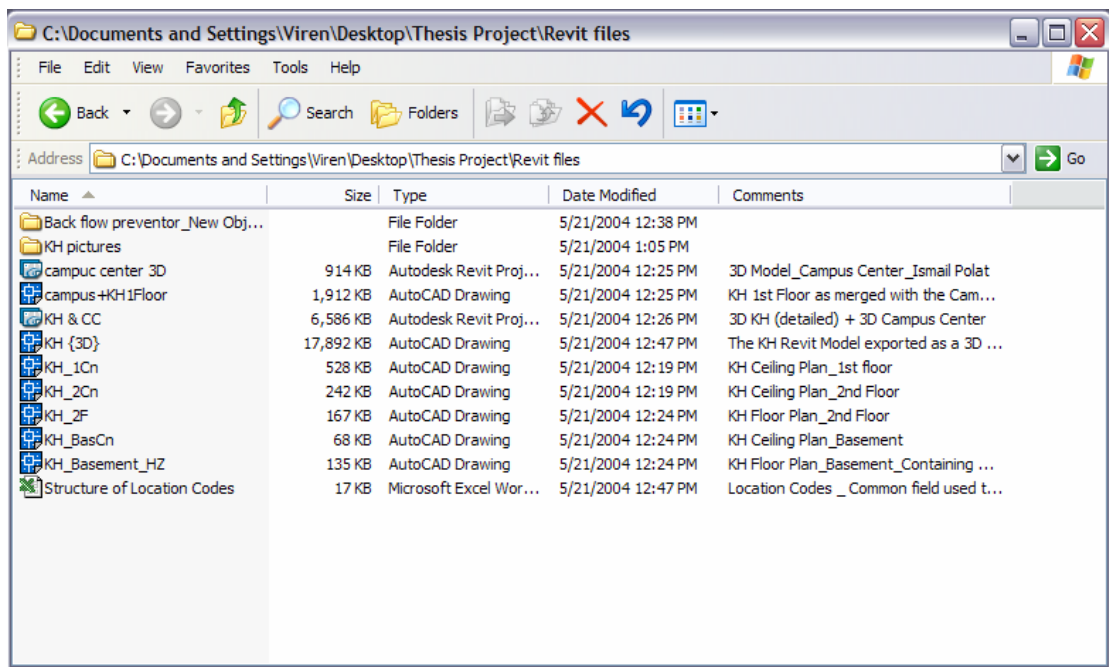 C:\Documents and Settings\Viren\Desktop\Thesis Project\Revit files
File Edit View Favorites Tools Help
Back Search Folders
Address C:\Documents and Settings\Viren\Desktop\Thesis Project\Revit files Go
Name Size Type Date Modified Comments
Back flow preventor_New Obj... File Folder 5/21/2004 12:38 PM
KH pictures File Folder 5/21/2004 1:05 PM
campuc center 3D 914 KB Autodesk Revit Proj... 5/21/2004 12:25 PM 3D Model_Campus Center_Ismail Polat
campus+KH1Floor 1,912 KB AutoCAD Drawing 5/21/2004 12:25 PM KH 1st Floor as merged with the Cam...
KH & CC 6,586 KB Autodesk Revit Proj... 5/21/2004 12:26 PM 3D KH (detailed) + 3D Campus Center
KH {3D} 17,892 KB AutoCAD Drawing 5/21/2004 12:47 PM The KH Revit Model exported as a 3D ...
KH_1Cn 528 KB AutoCAD Drawing 5/21/2004 12:19 PM KH Ceiling Plan_1st floor
KH_2Cn 242 KB AutoCAD Drawing 5/21/2004 12:19 PM KH Ceiling Plan_2nd Floor
KH_2F 167 KB AutoCAD Drawing 5/21/2004 12:24 PM KH Floor Plan_2nd Floor
KH_BasCn 68 KB AutoCAD Drawing 5/21/2004 12:24 PM KH Ceiling Plan_Basement
KH_Basement_HZ 135 KB AutoCAD Drawing 5/21/2004 12:24 PM KH Floor Plan_Basement_Containing ...
Structure of Location Codes 17 KB Microsoft Excel Wor... 5/21/2004 12:47 PM Location Codes _ Common field used t...